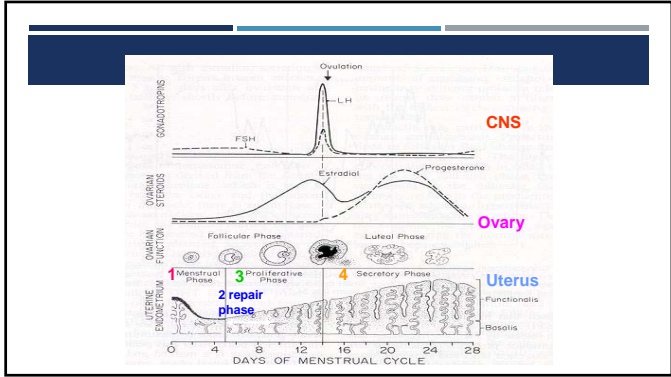 Ovulation
GONADOTROPINS
LH
FSH
CNS
OVARIAN
STEROIDS
Estradiol
Progesterone
Ovary
OVARIAN
FUNCTION
Follicular Phase
Luteal Phase
1 Menstrual
Phase
3 Proliferative
Phase
4 Secretory Phase
Uterus
2 repair
phase
UTERINE
ENDOMETRIUM
Functionalis
Basalis
0 4 8 12 16 20 24 28
DAYS OF MENSTRUAL CYCLE